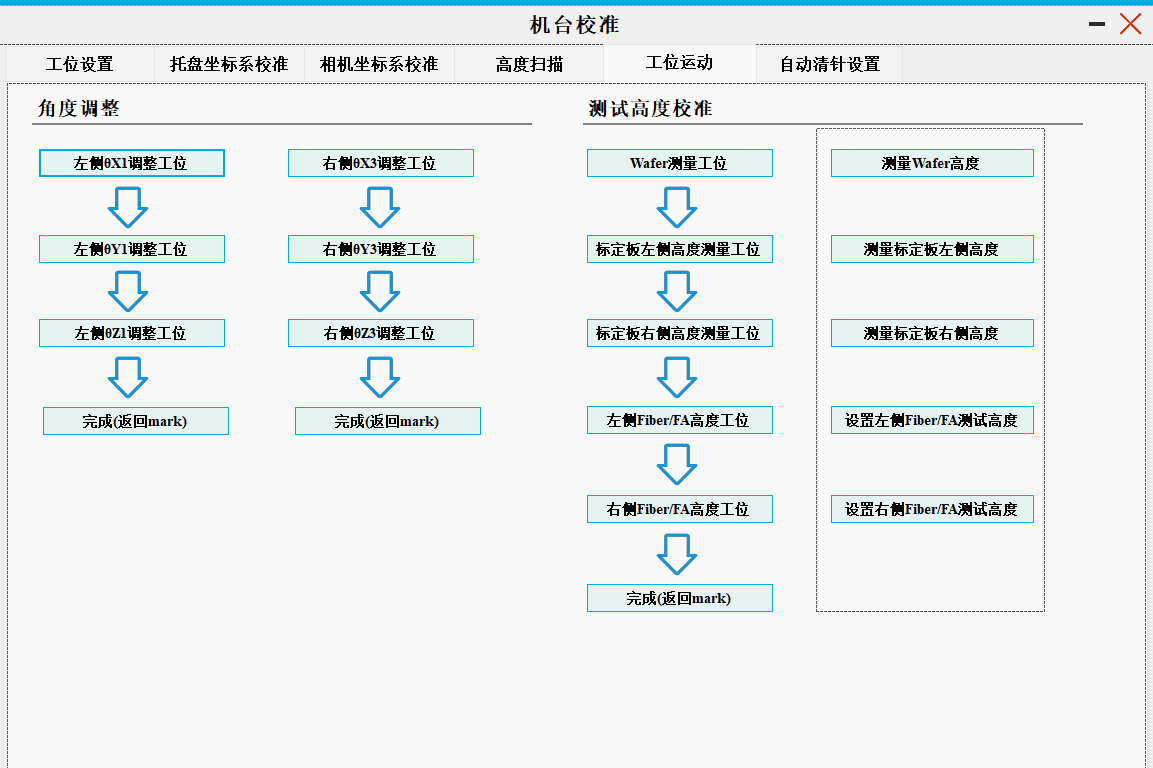 机台校准
工位设置
托盘坐标系校准
相机坐标系校准
高度扫描
工位运动
自动清针设置
角度调整
左侧θX1调整工位
右侧θX3调整工位
左侧θY1调整工位
右侧θY3调整工位
左侧θZ1调整工位
右侧θZ3调整工位
完成(返回mark)
完成(返回mark)
测试高度校准
Wafer测量工位
测量Wafer高度
标定板左侧高度测量工位
测量标定板左侧高度
标定板右侧高度测量工位
测量标定板右侧高度
左侧Fiber/FA高度工位
设置左侧Fiber/FA测试高度
右侧Fiber/FA高度工位
设置右侧Fiber/FA测试高度
完成(返回mark)